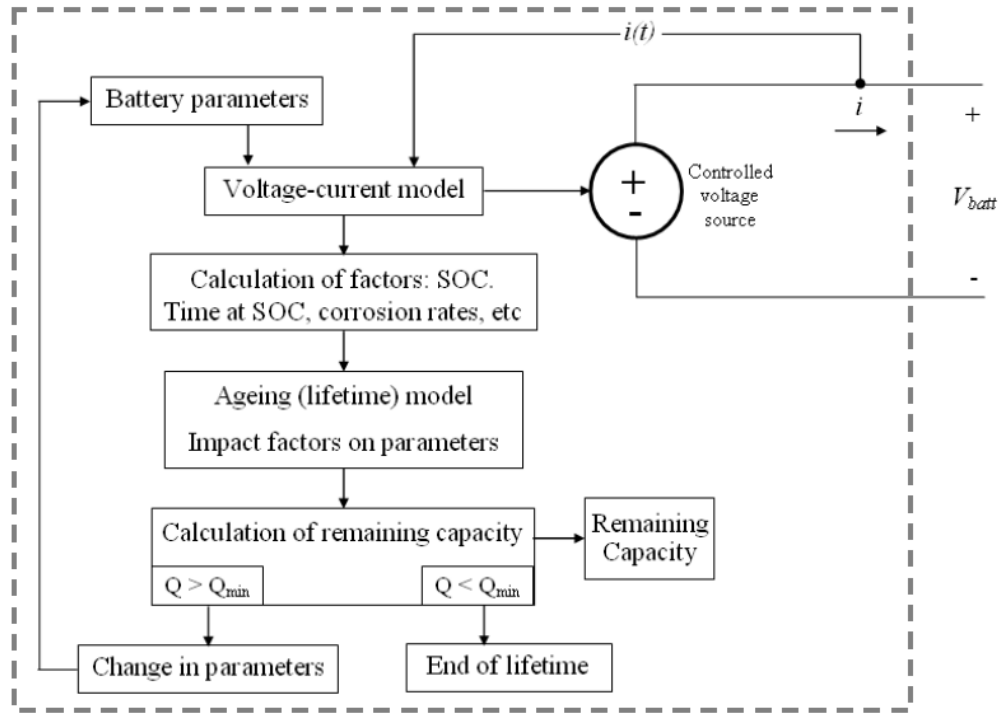 i(t)
Battery parameters
i
+
Voltage-current model
+
-
Controlled
voltage
source
V_batt
Calculation of factors: SOC.
Time at SOC, corrosion rates, etc
-
Ageing (lifetime) model
Impact factors on parameters
Calculation of remaining capacity
Remaining
Capacity
Q > Q_min
Q < Q_min
Change in parameters
End of lifetime